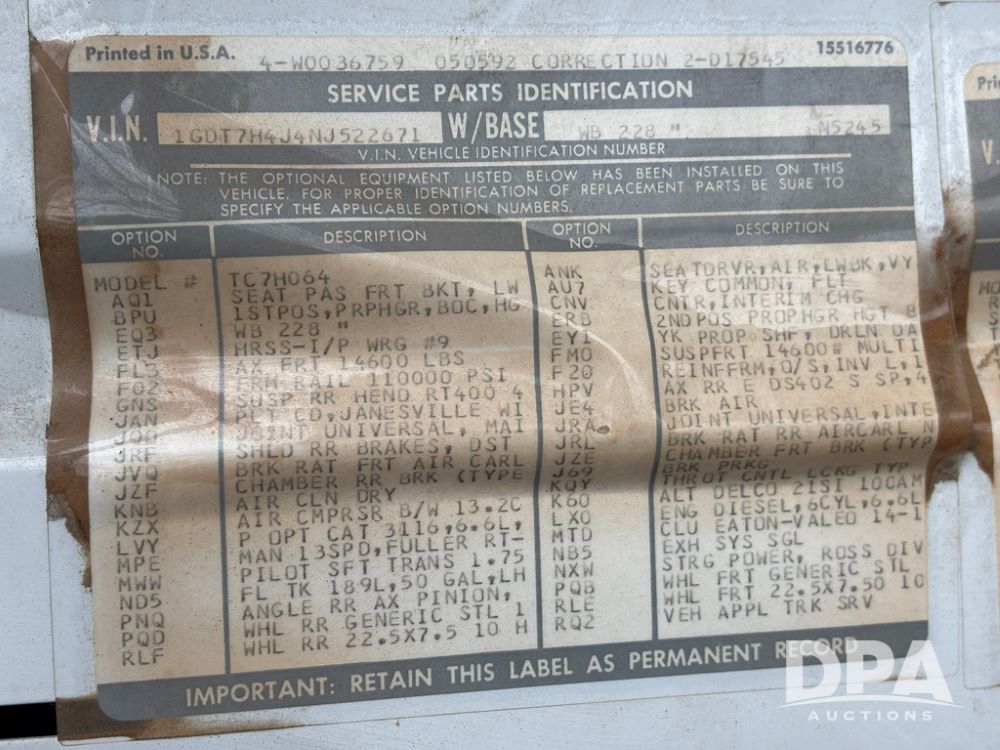 Printed in U.S.A.
15516776
4-W0036759 050592 CORRECTION 2-D17545
SERVICE PARTS IDENTIFICATION
V.I.N. 1GDT7H4J4NJ522671 W/BASE WB 228 " N5245
V.I.N. VEHICLE IDENTIFICATION NUMBER
NOTE: THE OPTIONAL EQUIPMENT LISTED BELOW HAS BEEN INSTALLED ON THIS
VEHICLE. FOR PROPER IDENTIFICATION OF REPLACEMENT PARTS BE SURE TO
SPECIFY THE APPLICABLE OPTION NUMBERS.
OPTION NO. DESCRIPTION
MODEL # TC7H064
AQ1 SEAT PAS FRT BKT, LW
BPU 1STPOS,PRPHGR,BOC,HG
EQ3 WB 228 "
ETJ HRSS-I/P WRG #9
FL3 AX FRT 14600 LBS
F02 FRM RAIL 110000 PSI
GNS SUSP RR HEND RT400 4
JAN PLT CD,JANESVILLE WI
JOINT UNIVERSAL, MAI
JRF SHLD RR BRAKES, DST
JVQ BRK RAT FRT AIR CARL
JZF CHAMBER RR BRK (TYPE
KNB AIR CLN DRY
KZX AIR CMPRSR B/W 13.2C
LVY P OPT CAT 3116,6.6L,
MPE MAN 13SPD,FULLER RT-
MWW PILOT SFT TRANS 1.75
ND5 FL TK 189L,50 GAL,LH
PNQ ANGLE RR AX PINION,
PQD WHL RR GENERIC STL 1
RLF WHL RR 22.5X7.5 10 H
OPTION NO. DESCRIPTION
ANK SEATDRVR,AIR,LWBK,VY
AU7 KEY COMMON, FLT
CNV CNTR,INTERIM CHG
ERB 2NDPOS PROPHGR HGT B
EY1 YK PROP SHF, DRLN DA
FM0 SUSPFRT 14600# MULTI
F20 REINFFRM,O/S,INV L,1
HPV AX RR E DS402 S SP,4
JE4 BRK AIR
JRA JOINT UNIVERSAL,INTE
JRL BRK RAT RR AIRCARL N
JZE CHAMBER FRT BRK (TYP
J69 BRK PRKG
KQY THROT CNTL LCKG TYP
K60 ALT DELCO 21SI 100AM
LX0 ENG DIESEL,6CYL,6.6L
MTD CLU EATON-VALEO 14-1
NB5 EXH SYS SGL
NXW STRG POWER, ROSS DIV
PQB WHL FRT GENERIC STL
RLE WHL FRT 22.5X7.50 10
RQ2 VEH APPL TRK SRV
IMPORTANT: RETAIN THIS LABEL AS PERMANENT RECORD
DPA
AUCTIONS